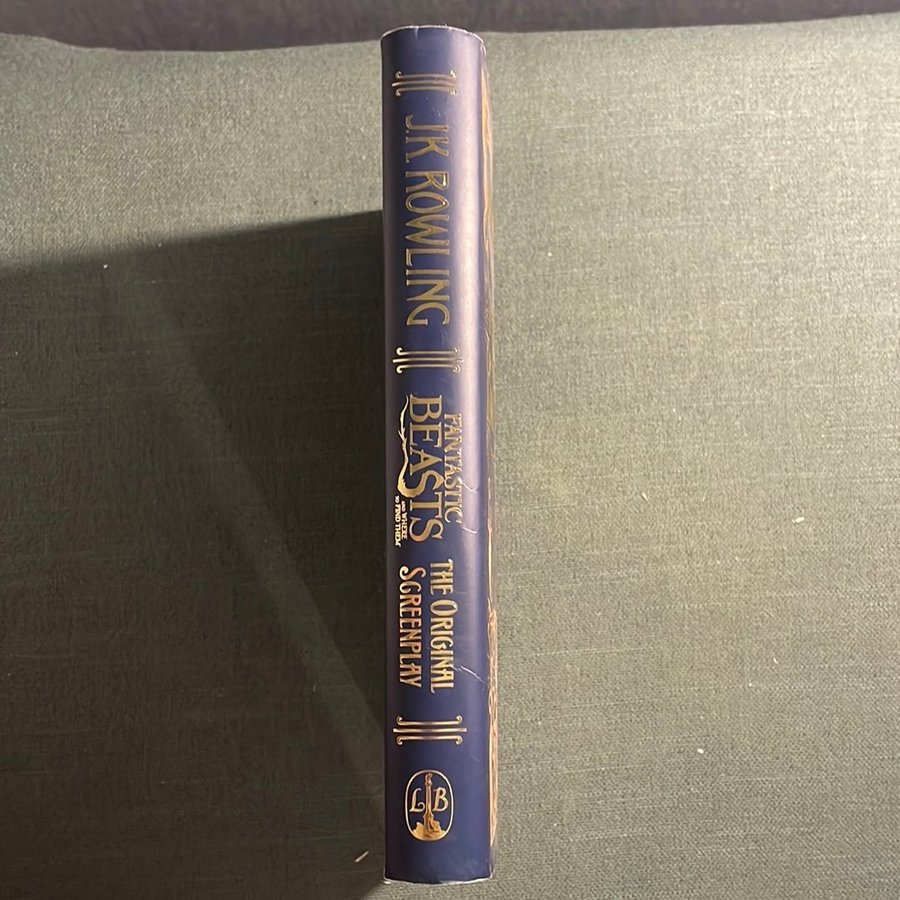 J.K. ROWLING
FANTASTIC
BEASTS
AND WHERE
TO FIND THEM
THE ORIGINAL
SCREENPLAY
LB